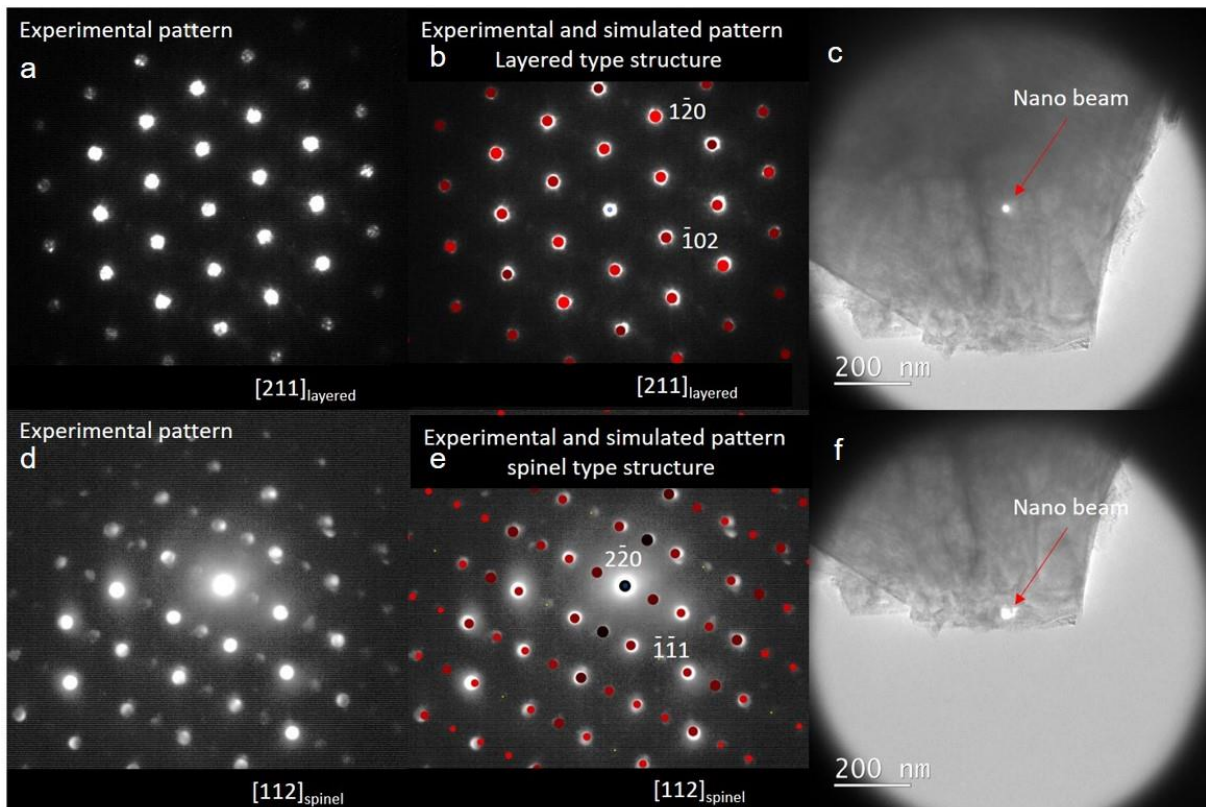 Experimental pattern
a
[211]layered
Experimental and simulated pattern
b Layered type structure
12̄0
1̄02
[211]layered
c
Nano beam
200 nm
Experimental pattern
d
[112]spinel
Experimental and simulated pattern
e spinel type structure
22̄0
1̄1̄1
[112]spinel
f
Nano beam
200 nm